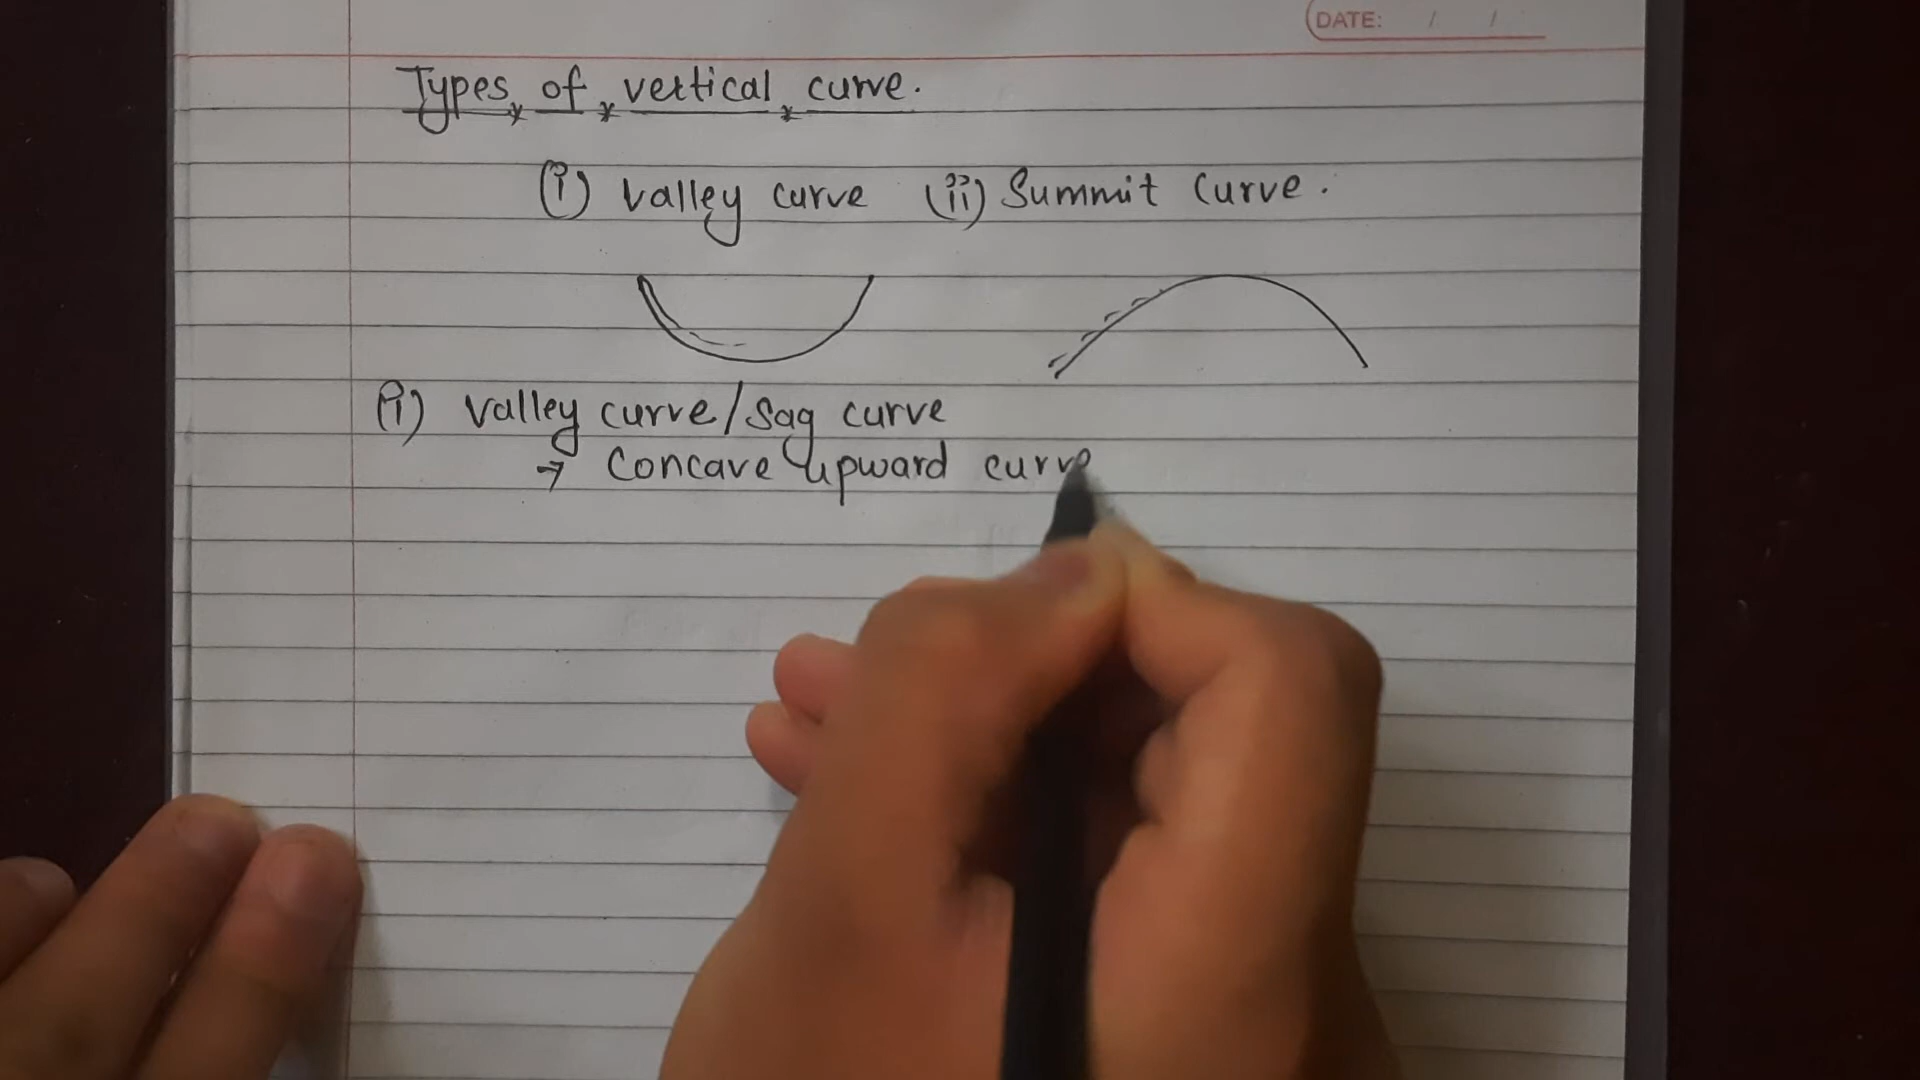 DATE: / /
Types of vertical curve.
(i) valley curve (ii) Summit curve.
(i) valley curve/sag curve
→ Concave upward curve